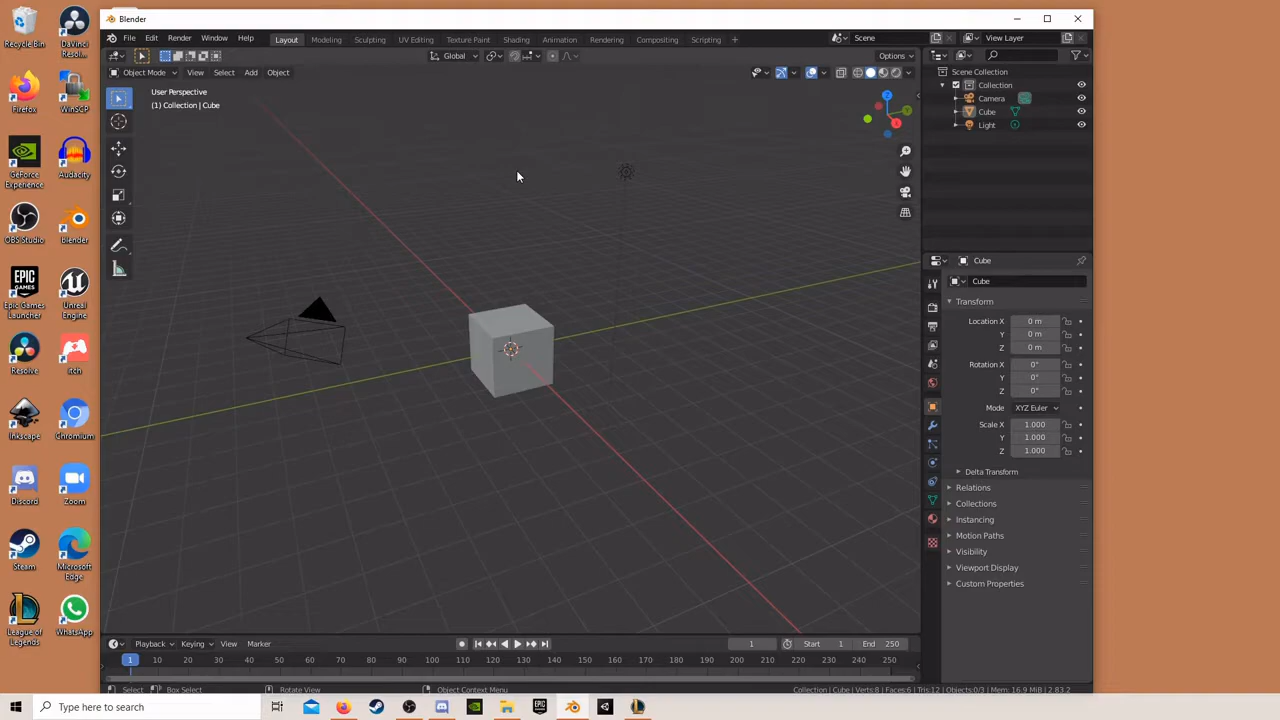 Blender
File Edit Render Window Help
Layout Modeling Sculpting UV Editing Texture Paint Shading Animation Rendering Compositing Scripting +
Scene
View Layer
Global
Options
Object Mode View Select Add Object
User Perspective
(1) Collection | Cube
Z
Y
X
Scene Collection
Collection
Camera
Cube
Light
Cube
Cube
Transform
Location X 0 m
Y 0 m
Z 0 m
Rotation X 0°
Y 0°
Z 0°
Mode XYZ Euler
Scale X 1.000
Y 1.000
Z 1.000
Delta Transform
Relations
Collections
Instancing
Motion Paths
Visibility
Viewport Display
Custom Properties
Playback Keying View Marker
1
Start 1 End 250
1 10 20 30 40 50 60 70 80 90 100 110 120 130 140 150 160 170 180 190 200 210 220 230 240 250
Select Box Select Rotate View Object Context Menu
Collection | Cube | Verts:8 | Faces:6 | Tris:12 | Objects:0/3 | Mem: 16.9 MiB | 2.83.2
Recycle Bin
DaVinci
Resol...
Firefox
WinSCP
GeForce
Experience
Audacity
OBS Studio
Blender
EPIC
GAMES
Epic Games
Launcher
Unreal
Engine
Resolve
itch
Inkscape
Chromium
Discord
Zoom
Steam
Microsoft
Edge
League of
Legends
WhatsApp
Type here to search